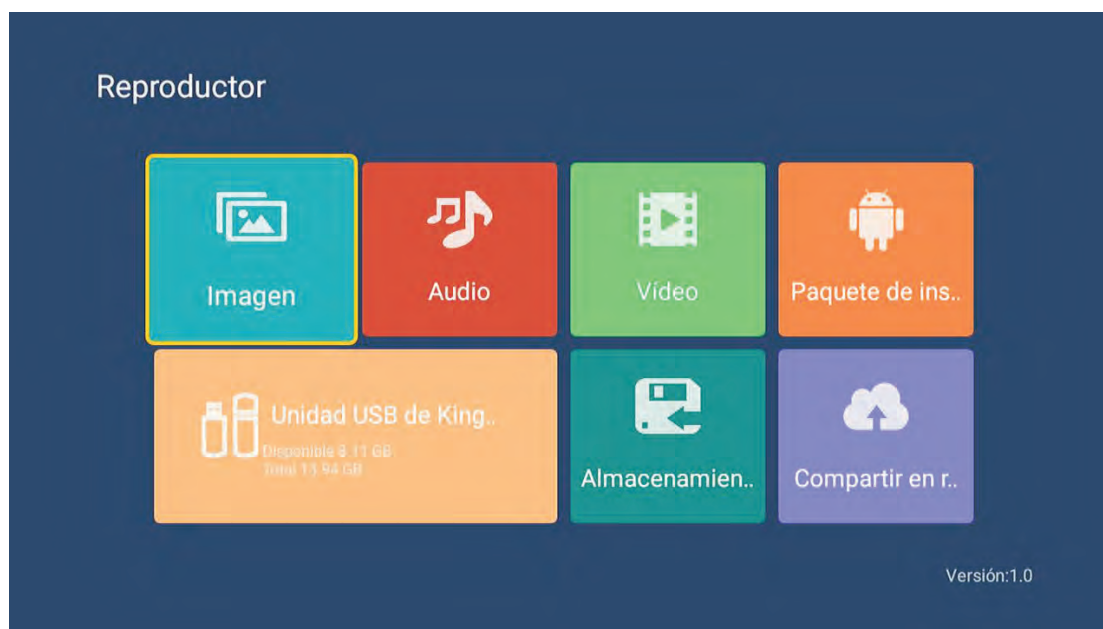 Reproductor
Imagen
Audio
Vídeo
Paquete de ins..
Unidad USB de King..
Disponible 8.11 GB
Total 13.94 GB
Almacenamien..
Compartir en r..
Versión:1.0